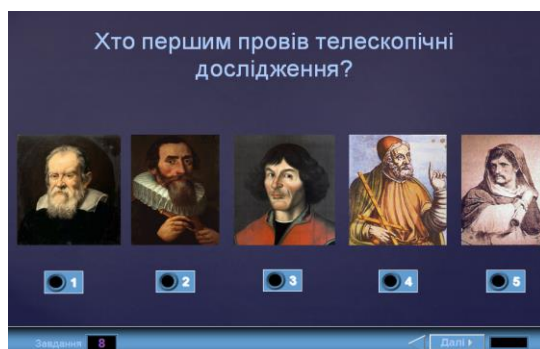 Хто першим провів телескопічні
дослідження?
1 2 3 4 5
Завдання 8 Далі